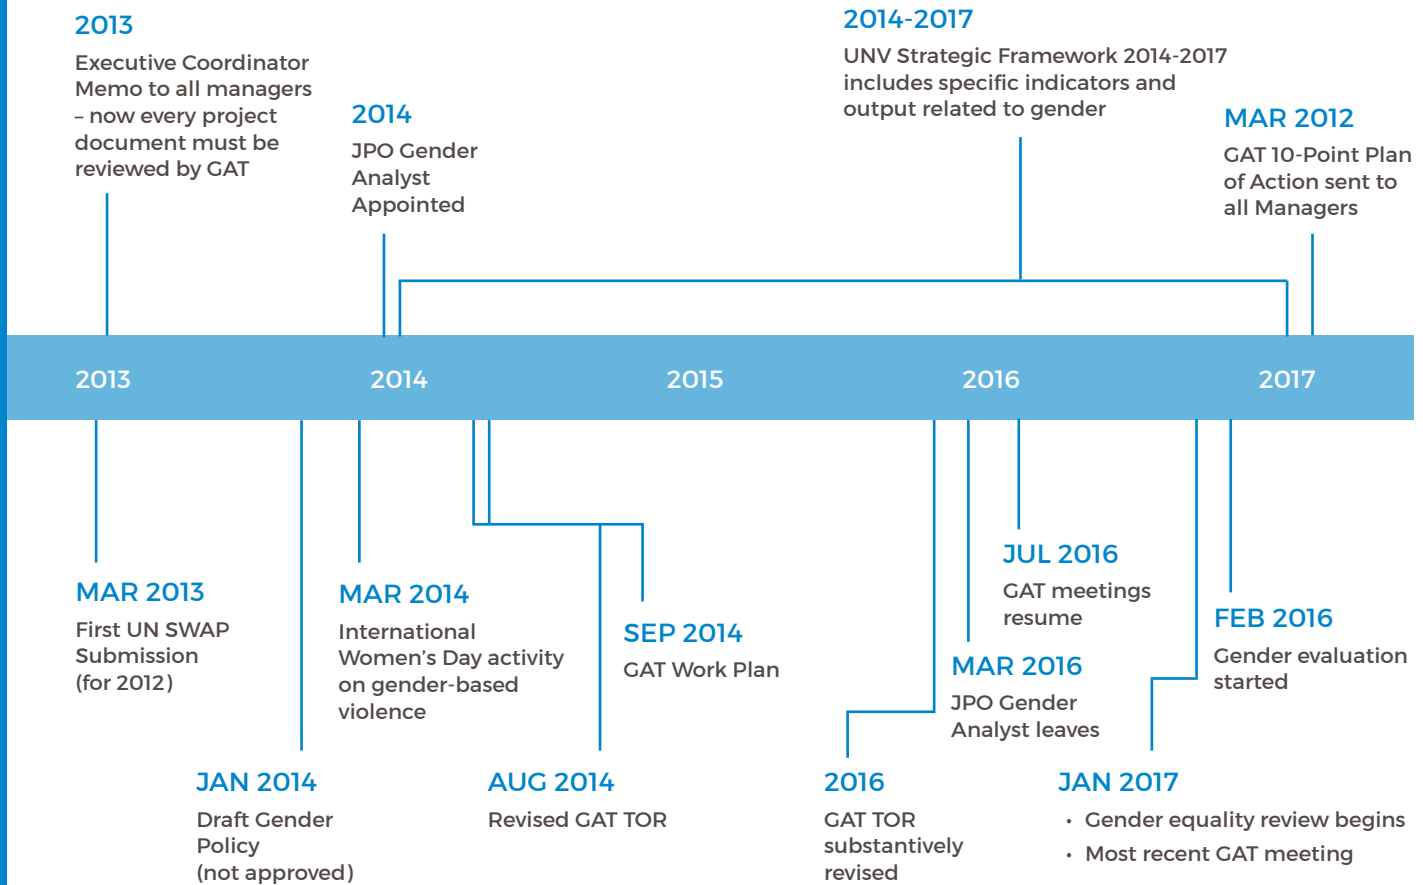 2013
Executive Coordinator
Memo to all managers
– now every project
document must be
reviewed by GAT
2014
JPO Gender
Analyst
Appointed
2014-2017
UNV Strategic Framework 2014-2017
includes specific indicators and
output related to gender
MAR 2012
GAT 10-Point Plan
of Action sent to
all Managers
2013
2014
2015
2016
2017
MAR 2013
First UN SWAP
Submission
(for 2012)
JAN 2014
Draft Gender
Policy
(not approved)
MAR 2014
International
Women's Day activity
on gender-based
violence
AUG 2014
Revised GAT TOR
SEP 2014
GAT Work Plan
2016
GAT TOR
substantively
revised
MAR 2016
JPO Gender
Analyst leaves
JUL 2016
GAT meetings
resume
JAN 2017
• Gender equality review begins
• Most recent GAT meeting
FEB 2016
Gender evaluation
started